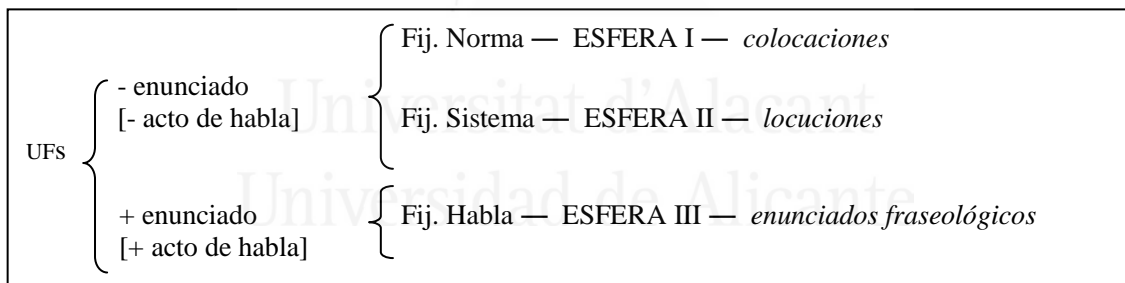 Fij. Norma — ESFERA I — colocaciones
- enunciado
[- acto de habla]
Fij. Sistema — ESFERA II — locuciones
UFs
+ enunciado
[+ acto de habla]
Fij. Habla — ESFERA III — enunciados fraseológicos
Universitat d'Alacant
Universidad de Alicante